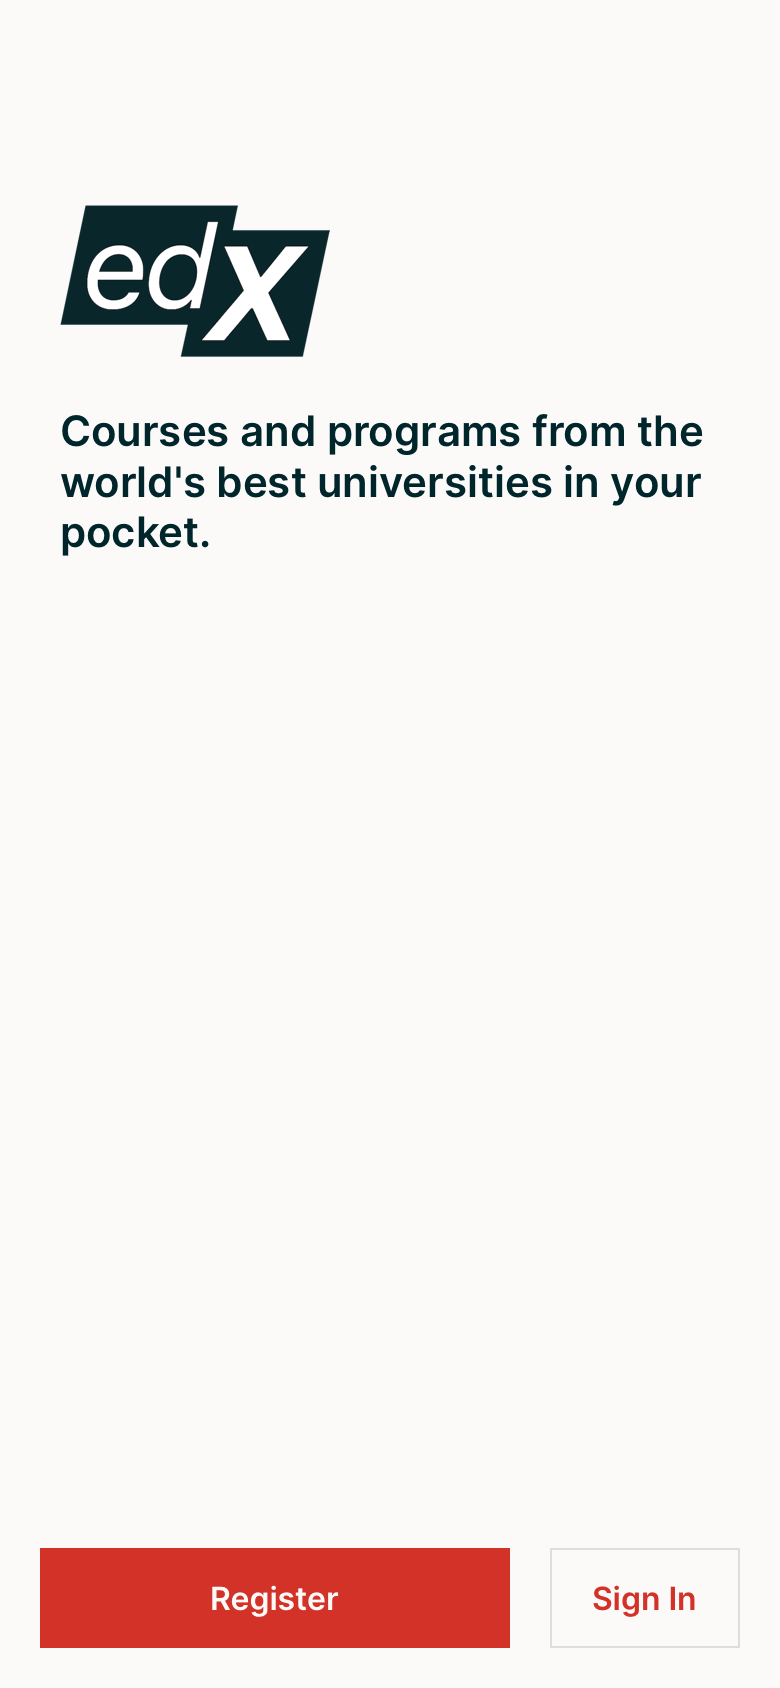 edX
Courses and programs from the
world's best universities in your
pocket.
Register
Sign In